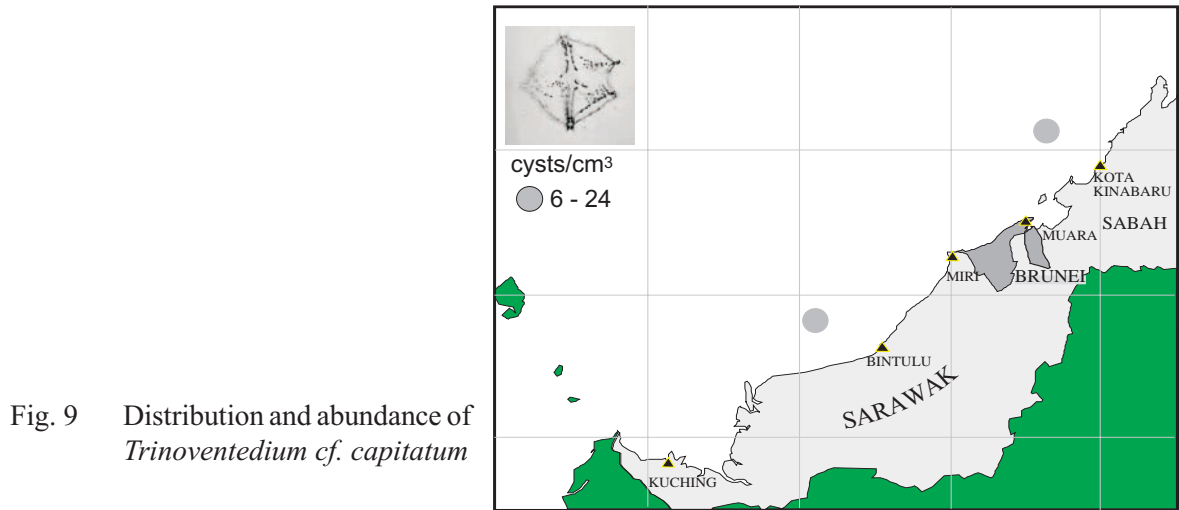 Fig. 9 Distribution and abundance of
Trinoventedium cf. capitatum
cysts/cm³
6 - 24
KOTA
KINABARU
SABAH
MUARA
BRUNEI
MIRI
BINTULU
SARAWAK
KUCHING